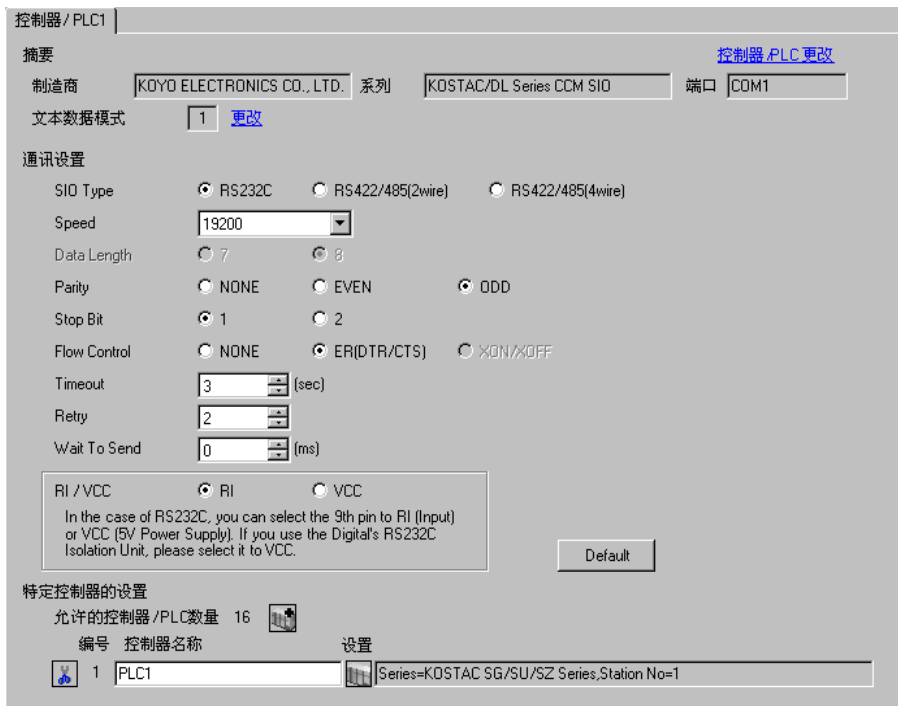 控制器/PLC1
摘要 控制器/PLC更改
制造商 KOYO ELECTRONICS CO., LTD. 系列 KOSTAC/DL Series CCM SIO 端口 COM1
文本数据模式 1 更改
通讯设置
SIO Type RS232C RS422/485(2wire) RS422/485(4wire)
Speed 19200
Data Length 7 8
Parity NONE EVEN ODD
Stop Bit 1 2
Flow Control NONE ER(DTR/CTS) XON/XOFF
Timeout 3 (sec)
Retry 2
Wait To Send 0 (ms)
RI / VCC RI VCC
In the case of RS232C, you can select the 9th pin to RI (Input)
or VCC (5V Power Supply). If you use the Digital's RS232C
Isolation Unit, please select it to VCC.
Default
特定控制器的设置
允许的控制器/PLC数量 16
编号 控制器名称 设置
1 PLC1 Series=KOSTAC SG/SU/SZ Series,Station No=1